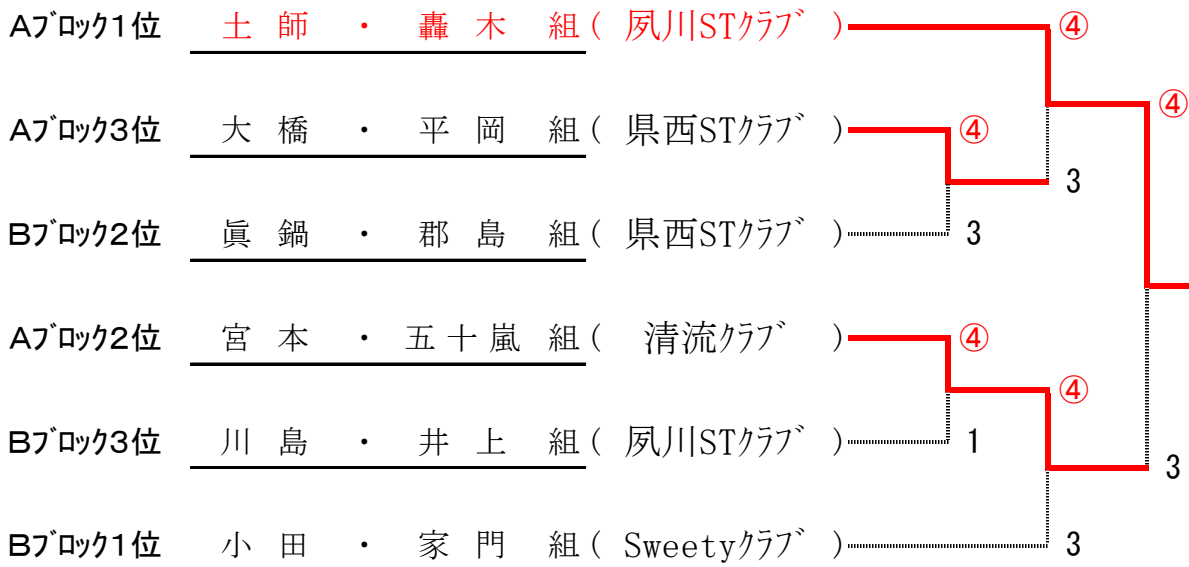 Aブロック1位 土師・轟木 組(夙川STクラブ) ④
④
Aブロック3位 大橋・平岡 組(県西STクラブ) ④
3
Bブロック2位 眞鍋・郡島 組(県西STクラブ) 3
Aブロック2位 宮本・五十嵐 組(清流クラブ) ④
④
Bブロック3位 川島・井上 組(夙川STクラブ) 1
3
Bブロック1位 小田・家門 組(Sweetyクラブ) 3